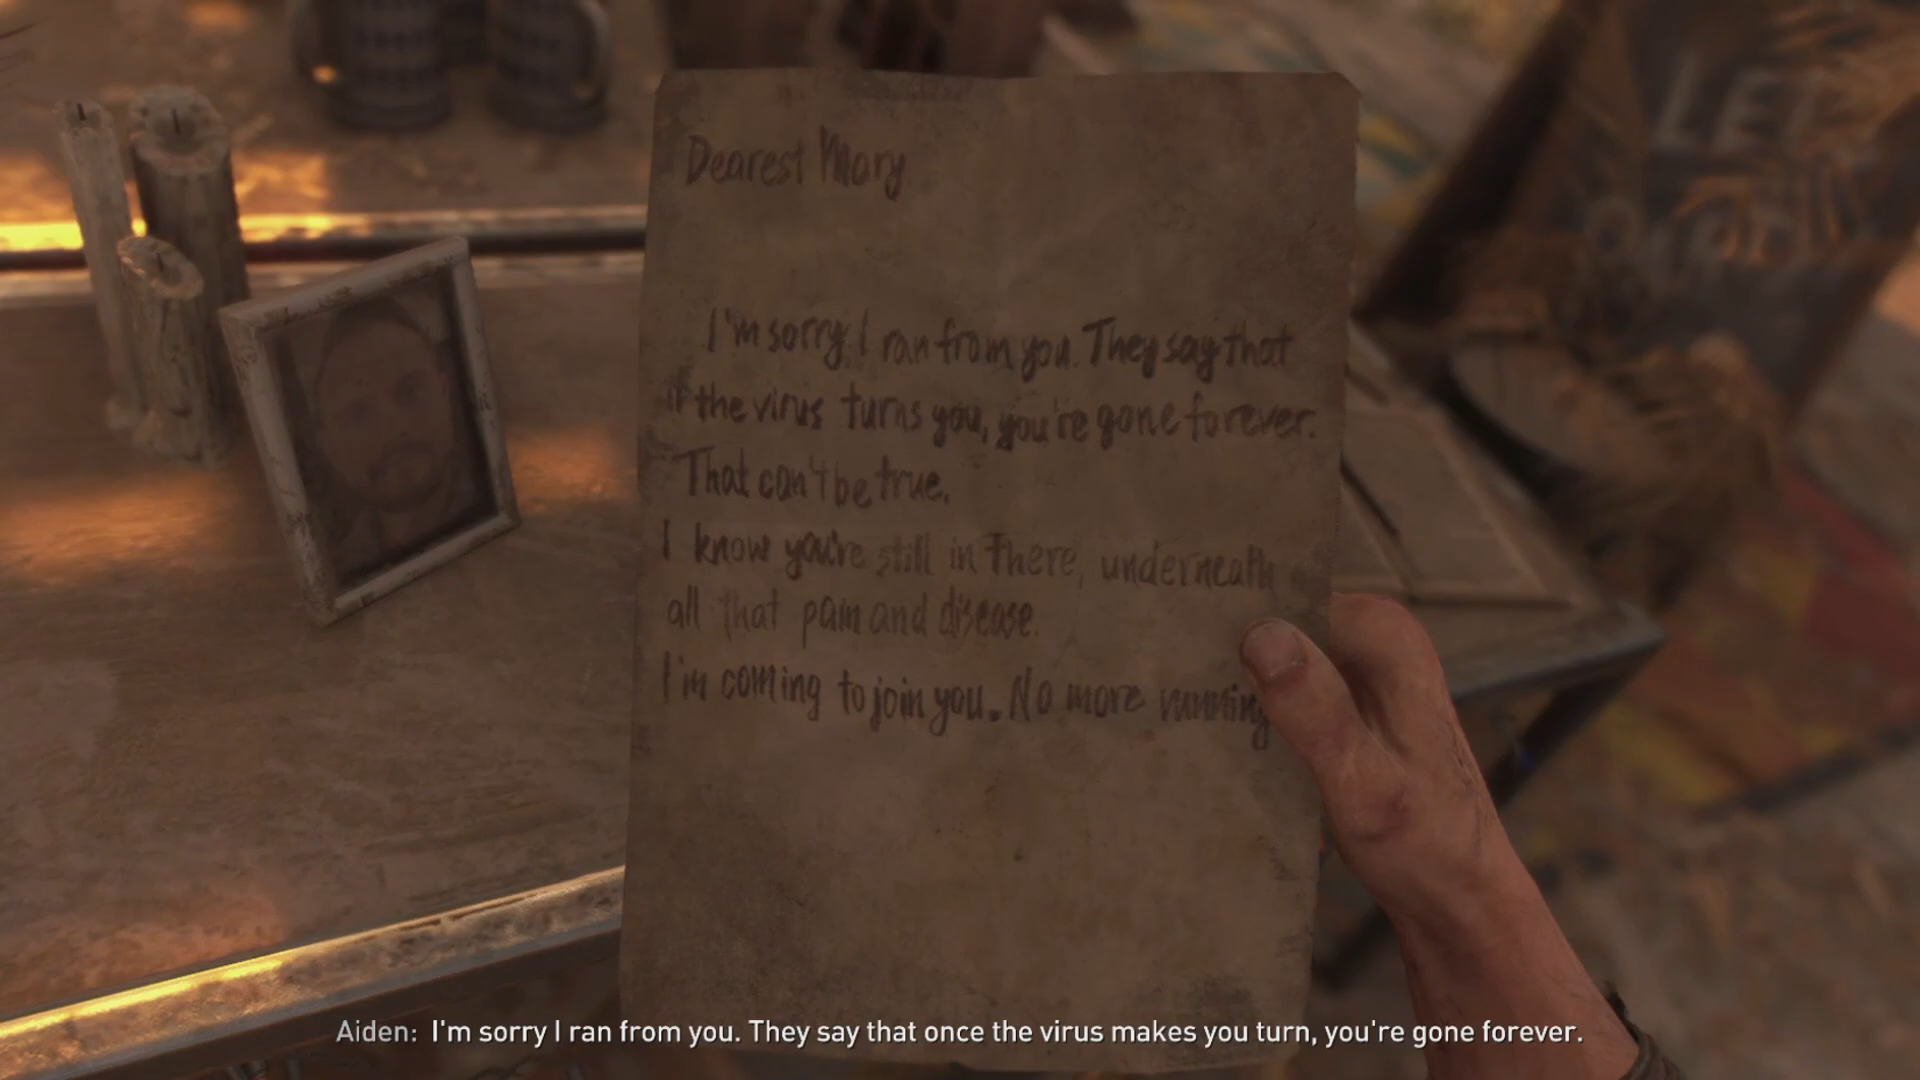 Dearest Mary
I'm sorry I ran from you. They say that
if the virus turns you, you're gone forever.
That can't be true.
I know you're still in there, underneath
all that pain and disease.
I'm coming to join you. No more running
LET
Aiden: I'm sorry I ran from you. They say that once the virus makes you turn, you're gone forever.